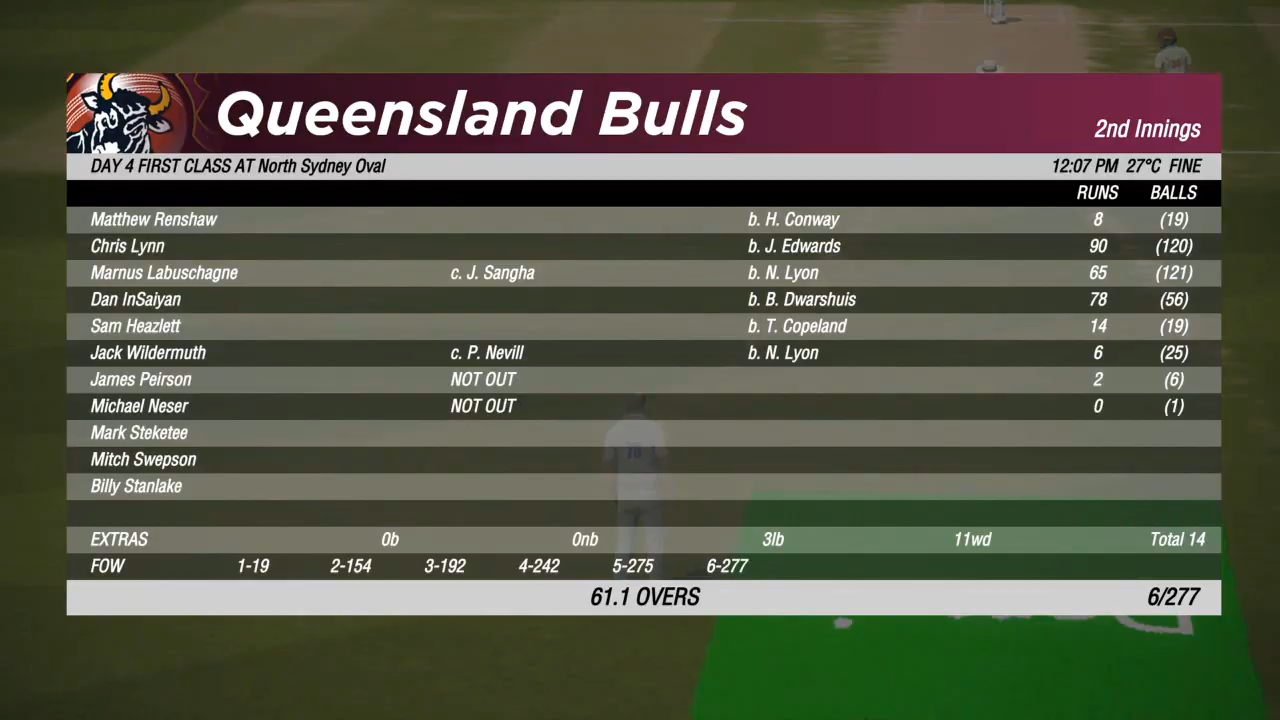 Queensland Bulls
2nd Innings
DAY 4 FIRST CLASS AT North Sydney Oval 12:07 PM 27°C FINE
RUNS BALLS
Matthew Renshaw b. H. Conway 8 (19)
Chris Lynn b. J. Edwards 90 (120)
Marnus Labuschagne c. J. Sangha b. N. Lyon 65 (121)
Dan InSaiyan b. B. Dwarshuis 78 (56)
Sam Heazlett b. T. Copeland 14 (19)
Jack Wildermuth c. P. Nevill b. N. Lyon 6 (25)
James Peirson NOT OUT 2 (6)
Michael Neser NOT OUT 0 (1)
Mark Steketee
Mitch Swepson
Billy Stanlake
EXTRAS 0b 0nb 3lb 11wd Total 14
FOW 1-19 2-154 3-192 4-242 5-275 6-277
61.1 OVERS 6/277